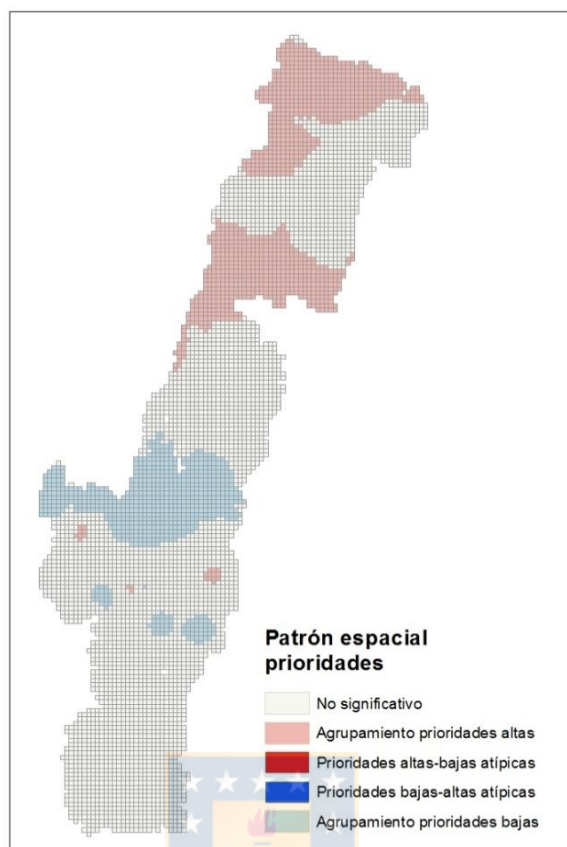 Patrón espacial
prioridades
No significativo
Agrupamiento prioridades altas
Prioridades altas-bajas atípicas
Prioridades bajas-altas atípicas
Agrupamiento prioridades bajas